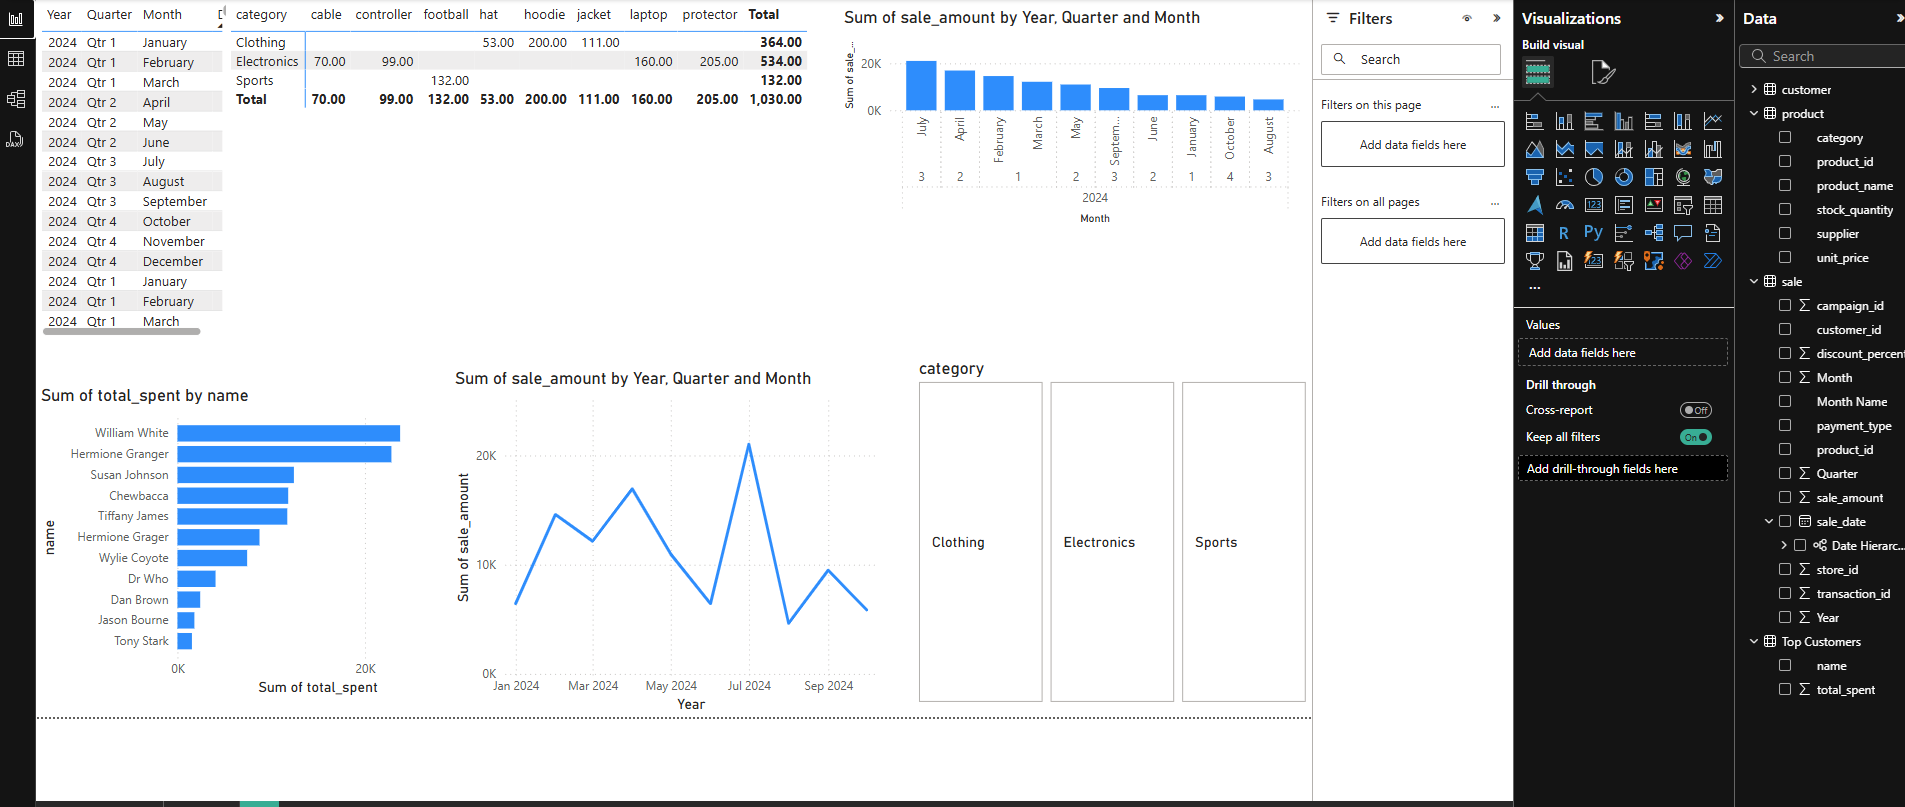 Year Quarter Month D
2024 Qtr 1 January
2024 Qtr 1 February
2024 Qtr 1 March
2024 Qtr 2 April
2024 Qtr 2 May
2024 Qtr 2 June
2024 Qtr 3 July
2024 Qtr 3 August
2024 Qtr 3 September
2024 Qtr 4 October
2024 Qtr 4 November
2024 Qtr 4 December
2024 Qtr 1 January
2024 Qtr 1 February
2024 Qtr 1 March
category cable controller football hat hoodie jacket laptop protector Total
Clothing 53.00 200.00 111.00 364.00
Electronics 70.00 99.00 160.00 205.00 534.00
Sports 132.00 132.00
Total 70.00 99.00 132.00 53.00 200.00 111.00 160.00 205.00 1,030.00
Sum of sale_amount by Year, Quarter and Month
Sum of sale_...
20K
0K
July April February March May Septem... June January October August
3 2 1 2 3 2 1 4 3
2024
Month
Sum of total_spent by name
name
William White
Hermione Granger
Susan Johnson
Chewbacca
Tiffany James
Hermione Grager
Wylie Coyote
Dr Who
Dan Brown
Jason Bourne
Tony Stark
0K 20K
Sum of total_spent
Sum of sale_amount by Year, Quarter and Month
Sum of sale_amount
20K
10K
0K
Jan 2024 Mar 2024 May 2024 Jul 2024 Sep 2024
Year
category
Clothing Electronics Sports
Filters
Search
Filters on this page ...
Add data fields here
Filters on all pages ...
Add data fields here
Visualizations
Build visual
123
R Py
123
...
Values
Add data fields here
Drill through
Cross-report Off
Keep all filters On
Add drill-through fields here
Data
Search
customer
product
category
product_id
product_name
stock_quantity
supplier
unit_price
sale
campaign_id
customer_id
discount_percent
Month
Month Name
payment_type
product_id
Quarter
sale_amount
sale_date
Date Hierarc...
store_id
transaction_id
Year
Top Customers
name
total_spent
DAX